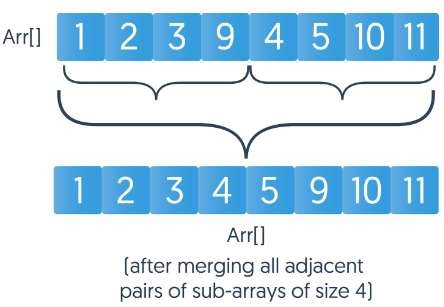 Arr[] 1 2 3 9 4 5 10 11
1 2 3 4 5 9 10 11
Arr[]
(after merging all adjacent
pairs of sub-arrays of size 4)